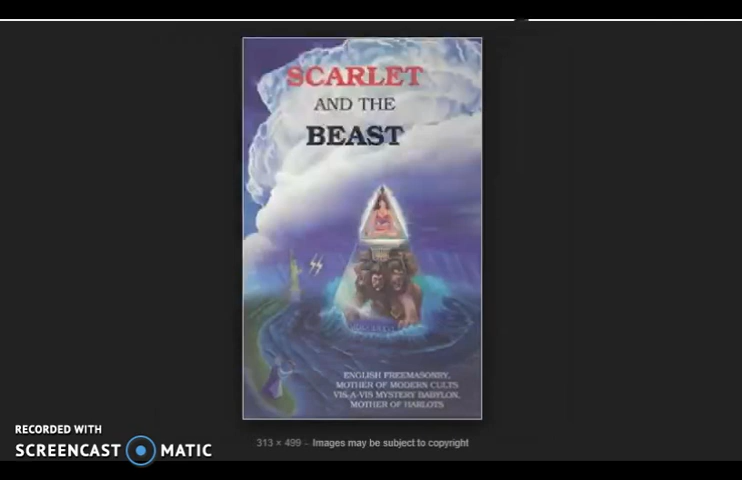 SCARLET
AND THE
BEAST
ENGLISH FREEMASONRY,
MOTHER OF MODERN CULTS
VIS-A-VIS MYSTERY BABYLON,
MOTHER OF HARLOTS
RECORDED WITH
SCREENCAST MATIC
313 × 499 – Images may be subject to copyright